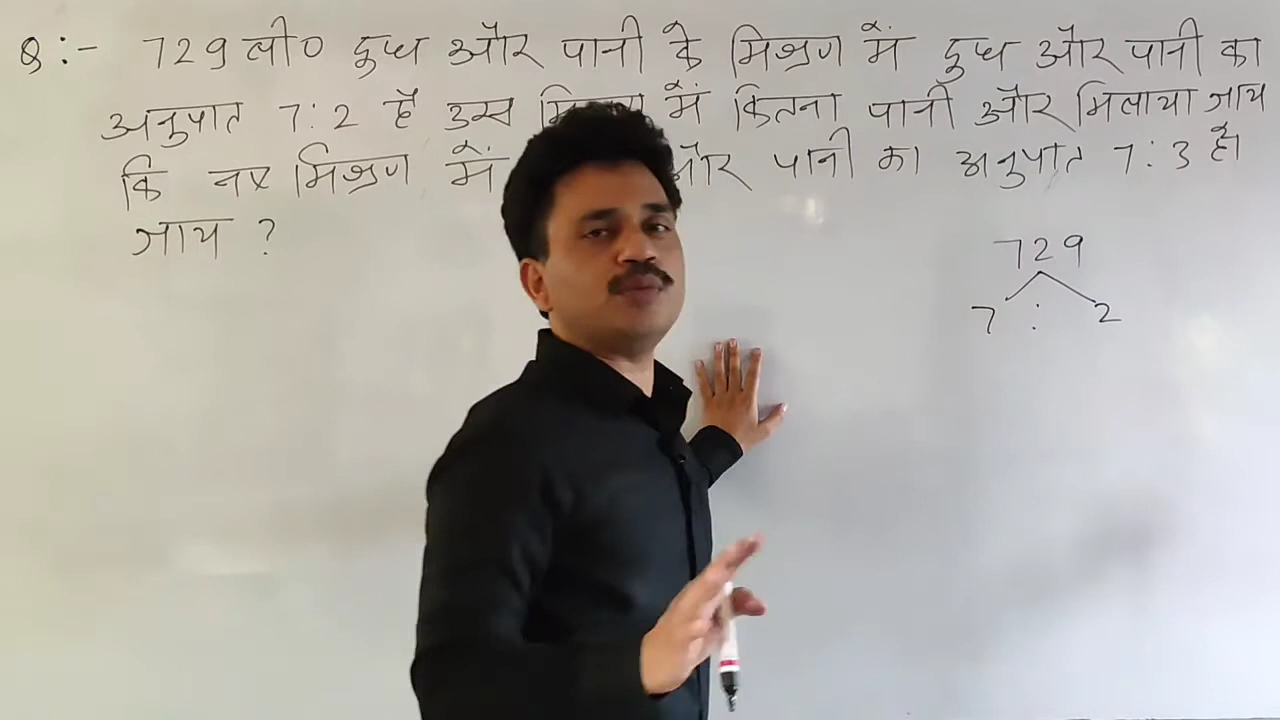 Q:- 729 ली० दुध और पानी के मिश्रण में दुध और पानी का
अनुपात 7:2 है उस में कितना पानी और मिलाया जाय
कि नए मिश्रण में और पानी का अनुपात 7:3 हो
जाय ?
729
7 : 2